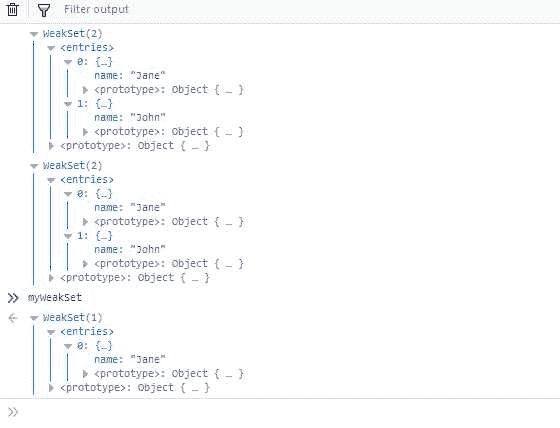 Filter output
WeakSet(2)
<entries>
0: {…}
name: "Jane"
<prototype>: Object { … }
1: {…}
name: "John"
<prototype>: Object { … }
<prototype>: Object { … }
WeakSet(2)
<entries>
0: {…}
name: "Jane"
<prototype>: Object { … }
1: {…}
name: "John"
<prototype>: Object { … }
<prototype>: Object { … }
myWeakSet
WeakSet(1)
<entries>
0: {…}
name: "Jane"
<prototype>: Object { … }
<prototype>: Object { … }